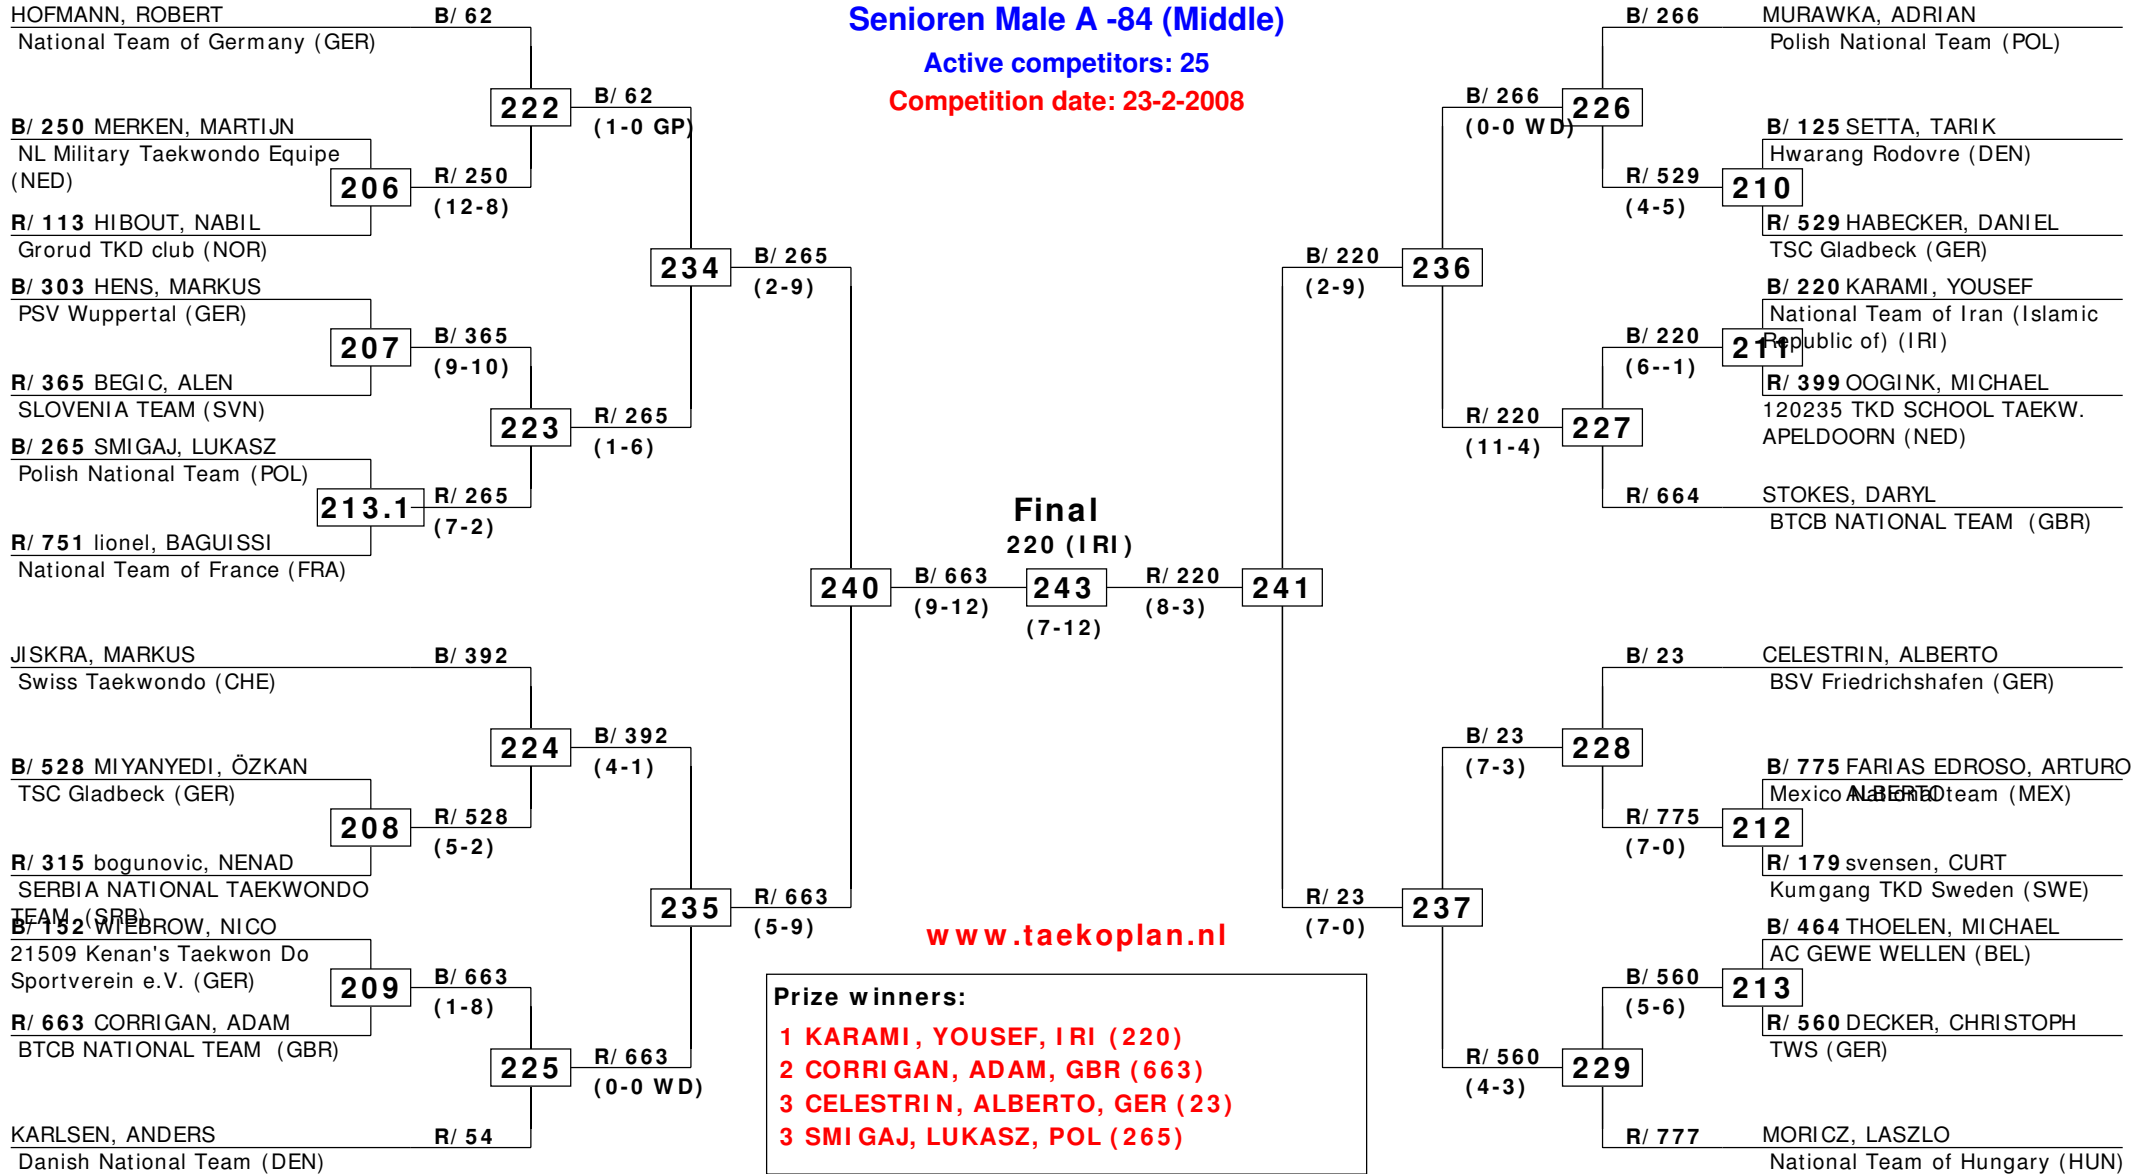 Senioren Male A -84 (Middle)
Active competitors: 25
Competition date: 23-2-2008
HOFMANN, ROBERT
B/ 62
National Team of Germany (GER)
222
B/ 62
(1-0 GP)
B/ 250 MERKEN, MARTIJN
NL Military Taekwondo Equipe
(NED)
206
R/ 250
(12-8)
R/ 113 HIBOUT, NABIL
Grorud TKD club (NOR)
234
B/ 265
(2-9)
B/ 303 HENS, MARKUS
PSV Wuppertal (GER)
207
B/ 365
(9-10)
R/ 365 BEGIC, ALEN
SLOVENIA TEAM (SVN)
223
R/ 265
(1-6)
B/ 265 SMIGAJ, LUKASZ
Polish National Team (POL)
213.1
R/ 265
(7-2)
R/ 751 lionel, BAGUISSI
National Team of France (FRA)
240
B/ 663
(9-12)
JISKRA, MARKUS
B/ 392
Swiss Taekwondo (CHE)
224
B/ 392
(4-1)
B/ 528 MIYANYEDI, ÖZKAN
TSC Gladbeck (GER)
208
R/ 528
(5-2)
R/ 315 bogunovic, NENAD
SERBIA NATIONAL TAEKWONDO
TEAM (SRB)
235
R/ 663
(5-9)
B/ 152 WIEBROW, NICO
21509 Kenan's Taekwon Do
Sportverein e.V. (GER)
209
B/ 663
(1-8)
R/ 663 CORRIGAN, ADAM
BTCB NATIONAL TEAM (GBR)
225
R/ 663
(0-0 WD)
KARLSEN, ANDERS
R/ 54
Danish National Team (DEN)
Final
220 (IRI)
243
(7-12)
B/ 266
MURAWKA, ADRIAN
Polish National Team (POL)
B/ 266
(0-0 WD)
226
B/ 125 SETTA, TARIK
Hwarang Rodovre (DEN)
R/ 529
(4-5)
210
R/ 529 HABECKER, DANIEL
TSC Gladbeck (GER)
B/ 220
(2-9)
236
B/ 220 KARAMI, YOUSEF
National Team of Iran (Islamic
Republic of) (IRI)
B/ 220
(6--1)
211
R/ 399 OOGINK, MICHAEL
120235 TKD SCHOOL TAEKW.
APELDOORN (NED)
R/ 220
(11-4)
227
R/ 664
STOKES, DARYL
BTCB NATIONAL TEAM (GBR)
R/ 220
(8-3)
241
B/ 23
CELESTRIN, ALBERTO
BSV Friedrichshafen (GER)
B/ 23
(7-3)
228
B/ 775 FARIAS EDROSO, ARTURO
ALBERTO
Mexico National team (MEX)
R/ 775
(7-0)
212
R/ 179 svensen, CURT
Kumgang TKD Sweden (SWE)
R/ 23
(7-0)
237
B/ 464 THOELEN, MICHAEL
AC GEWE WELLEN (BEL)
B/ 560
(5-6)
213
R/ 560 DECKER, CHRISTOPH
TWS (GER)
R/ 560
(4-3)
229
R/ 777
MORICZ, LASZLO
National Team of Hungary (HUN)
www.taekoplan.nl
Prize winners:
1 KARAMI, YOUSEF, IRI (220)
2 CORRIGAN, ADAM, GBR (663)
3 CELESTRIN, ALBERTO, GER (23)
3 SMIGAJ, LUKASZ, POL (265)